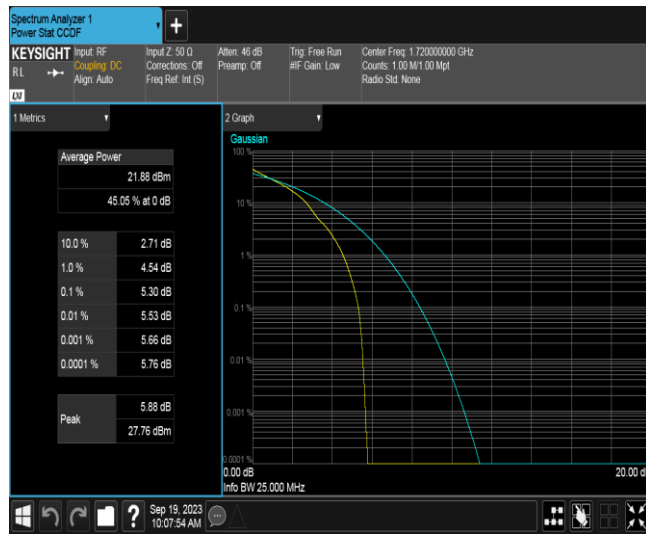 Spectrum Analyzer 1
Power Stat CCDF
+
KEYSIGHT
RL
LXI
Input: RF
Coupling: DC
Align: Auto
Input Z: 50 Ω
Corrections: Off
Freq Ref: Int (S)
Atten: 46 dB
Preamp: Off
Trig: Free Run
#IF Gain: Low
Center Freq: 1.720000000 GHz
Counts: 1.00 M/1.00 Mpt
Radio Std: None
1 Metrics
Average Power
21.88 dBm
45.05 % at 0 dB
10.0 % 2.71 dB
1.0 % 4.54 dB
0.1 % 5.30 dB
0.01 % 5.53 dB
0.001 % 5.66 dB
0.0001 % 5.76 dB
Peak
5.88 dB
27.76 dBm
2 Graph
Gaussian
100 %
10 %
1 %
0.1 %
0.01 %
0.001 %
0.0001 %
0.00 dB
20.00 d
Info BW 25.000 MHz
?
Sep 19, 2023
10:07:54 AM